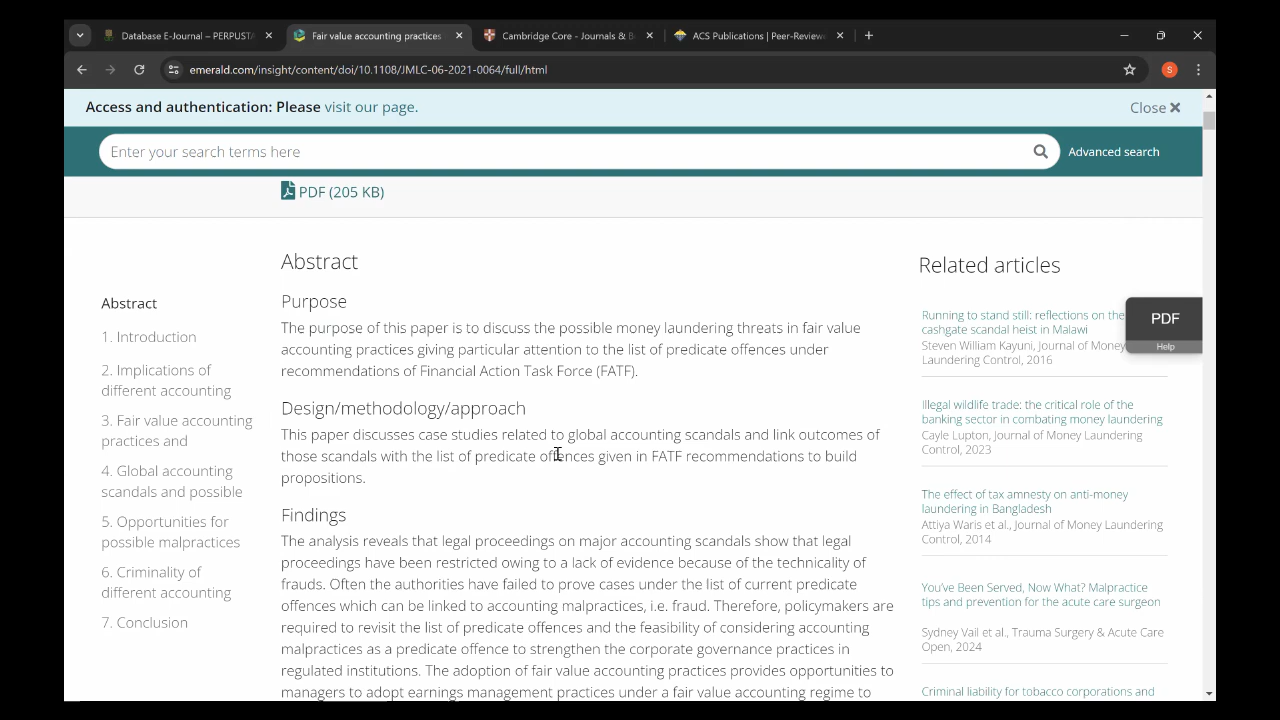 Database E-Journal – PERPUSTA
Fair value accounting practices
Cambridge Core - Journals & B
ACS Publications | Peer-Review
emerald.com/insight/content/doi/10.1108/JMLC-06-2021-0064/full/html
S
Access and authentication: Please visit our page.
Close
Enter your search terms here
Advanced search
PDF (205 KB)
Abstract
1. Introduction
2. Implications of
different accounting
3. Fair value accounting
practices and
4. Global accounting
scandals and possible
5. Opportunities for
possible malpractices
6. Criminality of
different accounting
7. Conclusion
Abstract
Purpose
The purpose of this paper is to discuss the possible money laundering threats in fair value
accounting practices giving particular attention to the list of predicate offences under
recommendations of Financial Action Task Force (FATF).
Design/methodology/approach
This paper discusses case studies related to global accounting scandals and link outcomes of
those scandals with the list of predicate offences given in FATF recommendations to build
propositions.
Findings
The analysis reveals that legal proceedings on major accounting scandals show that legal
proceedings have been restricted owing to a lack of evidence because of the technicality of
frauds. Often the authorities have failed to prove cases under the list of current predicate
offences which can be linked to accounting malpractices, i.e. fraud. Therefore, policymakers are
required to revisit the list of predicate offences and the feasibility of considering accounting
malpractices as a predicate offence to strengthen the corporate governance practices in
regulated institutions. The adoption of fair value accounting practices provides opportunities to
managers to adopt earnings management practices under a fair value accounting regime to
Related articles
Running to stand still: reflections on the
cashgate scandal heist in Malawi
Steven William Kayuni, Journal of Money
Laundering Control, 2016
Illegal wildlife trade: the critical role of the
banking sector in combating money laundering
Cayle Lupton, Journal of Money Laundering
Control, 2023
The effect of tax amnesty on anti-money
laundering in Bangladesh
Attiya Waris et al., Journal of Money Laundering
Control, 2014
You've Been Served, Now What? Malpractice
tips and prevention for the acute care surgeon
Sydney Vail et al., Trauma Surgery & Acute Care
Open, 2024
Criminal liability for tobacco corporations and
PDF
Help